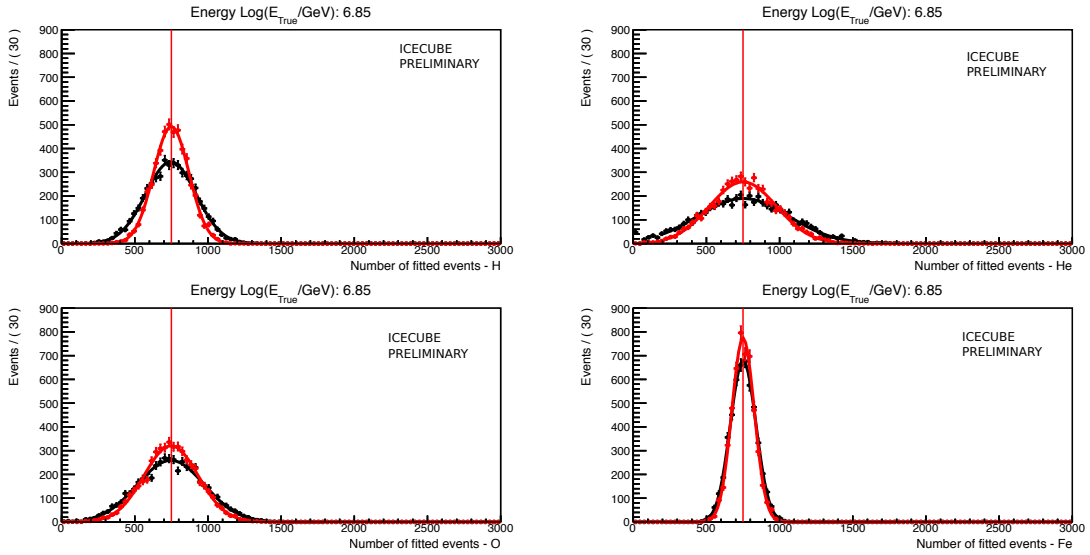 Energy Log(E_True/GeV): 6.85
Events / ( 30 )
900
800
700
600
500
400
300
200
100
0
ICECUBE
PRELIMINARY
0 500 1000 1500 2000 2500 3000
Number of fitted events - H
Energy Log(E_True/GeV): 6.85
Events / ( 30 )
900
800
700
600
500
400
300
200
100
0
ICECUBE
PRELIMINARY
0 500 1000 1500 2000 2500 3000
Number of fitted events - He
Energy Log(E_True/GeV): 6.85
Events / ( 30 )
900
800
700
600
500
400
300
200
100
0
ICECUBE
PRELIMINARY
0 500 1000 1500 2000 2500 3000
Number of fitted events - O
Energy Log(E_True/GeV): 6.85
Events / ( 30 )
900
800
700
600
500
400
300
200
100
0
ICECUBE
PRELIMINARY
0 500 1000 1500 2000 2500 3000
Number of fitted events - Fe